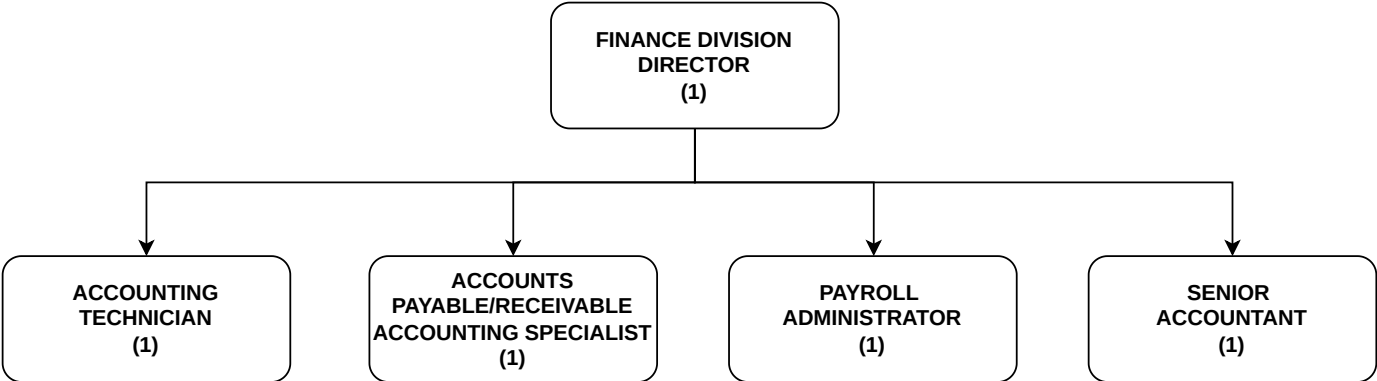 FINANCE DIVISION
DIRECTOR
(1)
ACCOUNTING
TECHNICIAN
(1)
ACCOUNTS
PAYABLE/RECEIVABLE
ACCOUNTING SPECIALIST
(1)
PAYROLL
ADMINISTRATOR
(1)
SENIOR
ACCOUNTANT
(1)